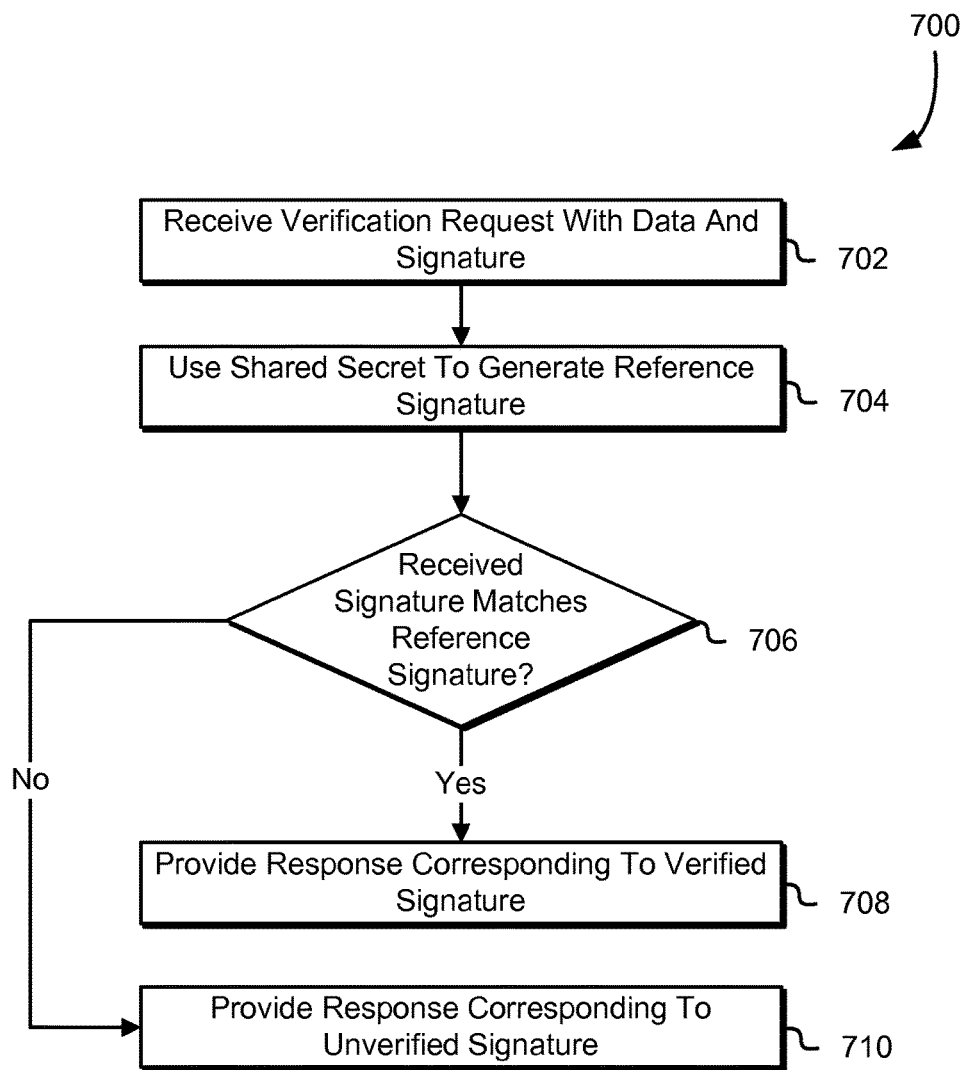 700
Receive Verification Request With Data And
Signature
702
Use Shared Secret To Generate Reference
Signature
704
Received
Signature Matches
Reference
Signature?
706
No
Yes
Provide Response Corresponding To Verified
Signature
708
Provide Response Corresponding To
Unverified Signature
710